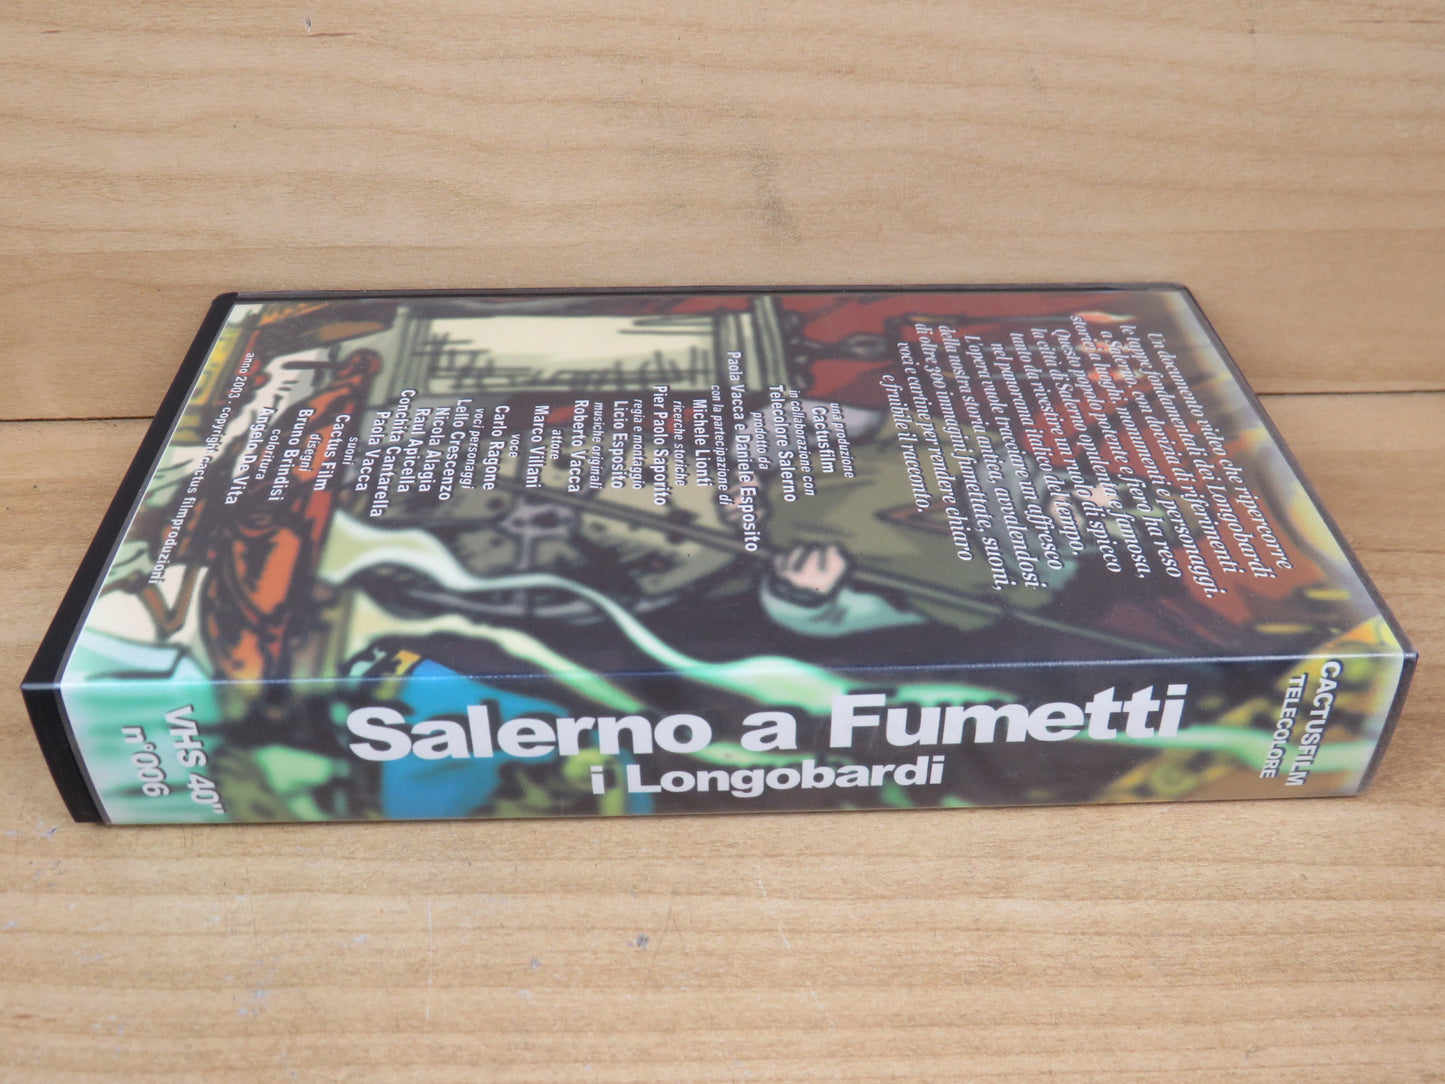 Un documento video che ripercorre
le tappe fondamentali dei Longobardi
a Salerno, con dovizia di riferimenti
storici a luoghi, monumenti e personaggi.
Questo popolo potente e fiero ha reso
la città di Salerno opulenta e famosa,
tanto da rivestire un ruolo di spicco
nel panorama italico del tempo.
L'opera vuole tracciare un affresco
della nostra storia antica, avvalendosi
di oltre 300 immagini fumettate, suoni,
voci e cartine per rendere chiaro
e fruibile il racconto.
una produzione
Cactusfilm
in collaborazione con
Telecolore Salerno
prodotto da
Paola Vacca e Daniele Esposito
con la partecipazione di
Michele Lionti
ricerche storiche
Pier Paolo Saporito
regia e montaggio
Licio Esposito
musiche originali
Roberto Vacca
attore
Marco Villani
voce
Carlo Ragone
voci personaggi
Lello Crescenzo
Nicola Alagia
Raul Apicella
Conchita Cantarella
Paola Vacca
suoni
Cactus Film
disegni
Bruno Brindisi
coloritura
Angelo De Vita
anno 2003 copyright Cactus filmproduzioni
CACTUSFILM
TELECOLORE
Salerno a Fumetti
i Longobardi
VHS 40"
n°006